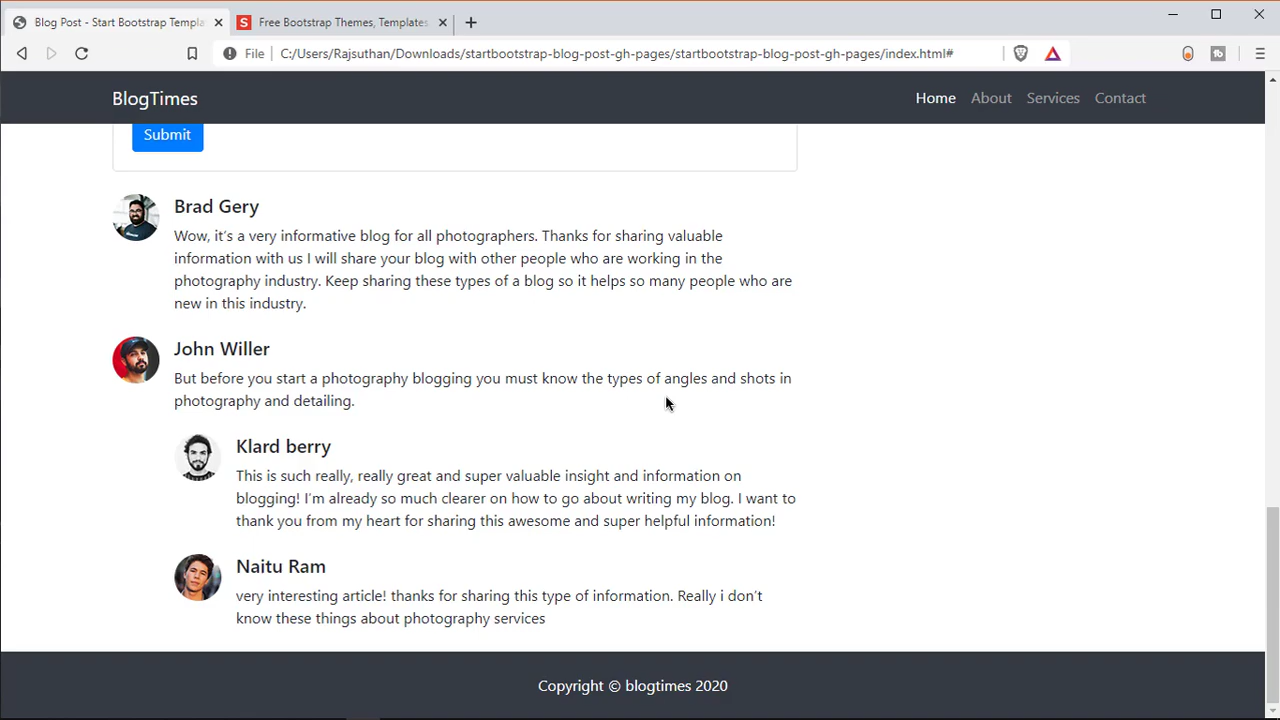 Blog Post - Start Bootstrap Templa
Free Bootstrap Themes, Templates
File
C:/Users/Rajsuthan/Downloads/startbootstrap-blog-post-gh-pages/startbootstrap-blog-post-gh-pages/index.html#
BlogTimes
Home About Services Contact
Submit
Brad Gery
Wow, it's a very informative blog for all photographers. Thanks for sharing valuable
information with us I will share your blog with other people who are working in the
photography industry. Keep sharing these types of a blog so it helps so many people who are
new in this industry.
John Willer
But before you start a photography blogging you must know the types of angles and shots in
photography and detailing.
Klard berry
This is such really, really great and super valuable insight and information on
blogging! I'm already so much clearer on how to go about writing my blog. I want to
thank you from my heart for sharing this awesome and super helpful information!
Naitu Ram
very interesting article! thanks for sharing this type of information. Really i don't
know these things about photography services
Copyright © blogtimes 2020